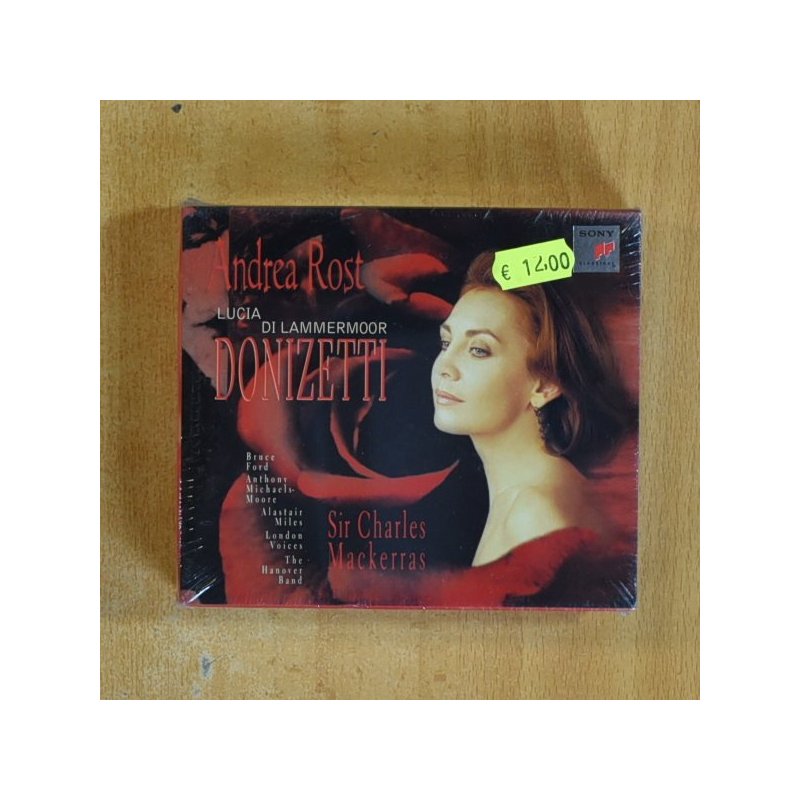 Andrea Rost
LUCIA
DI LAMMERMOOR
DONIZETTI
Bruce
Ford
Anthony
Michaels-
Moore
Alastair
Miles
London
Voices
The
Hanover
Band
Sir Charles
Mackerras
€ 12.00
SONY
CLASSICAL